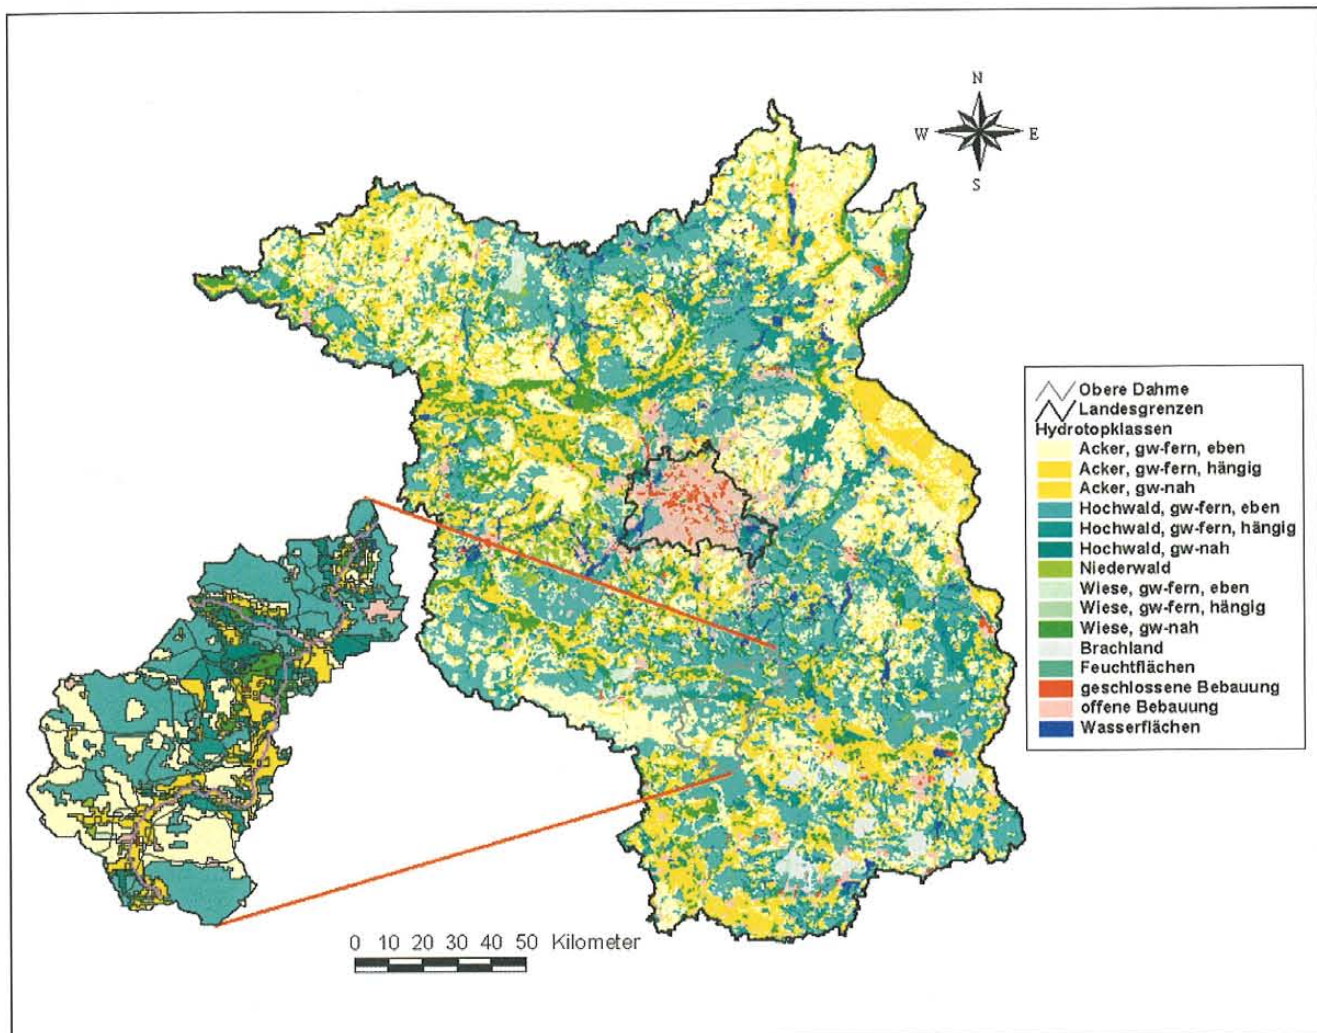 N
W E
S
Obere Dahme
Landesgrenzen
Hydrotopklassen
Acker, gw-fern, eben
Acker, gw-fern, hängig
Acker, gw-nah
Hochwald, gw-fern, eben
Hochwald, gw-fern, hängig
Hochwald, gw-nah
Niederwald
Wiese, gw-fern, eben
Wiese, gw-fern, hängig
Wiese, gw-nah
Brachland
Feuchtflächen
geschlossene Bebauung
offene Bebauung
Wasserflächen
0 10 20 30 40 50 Kilometer